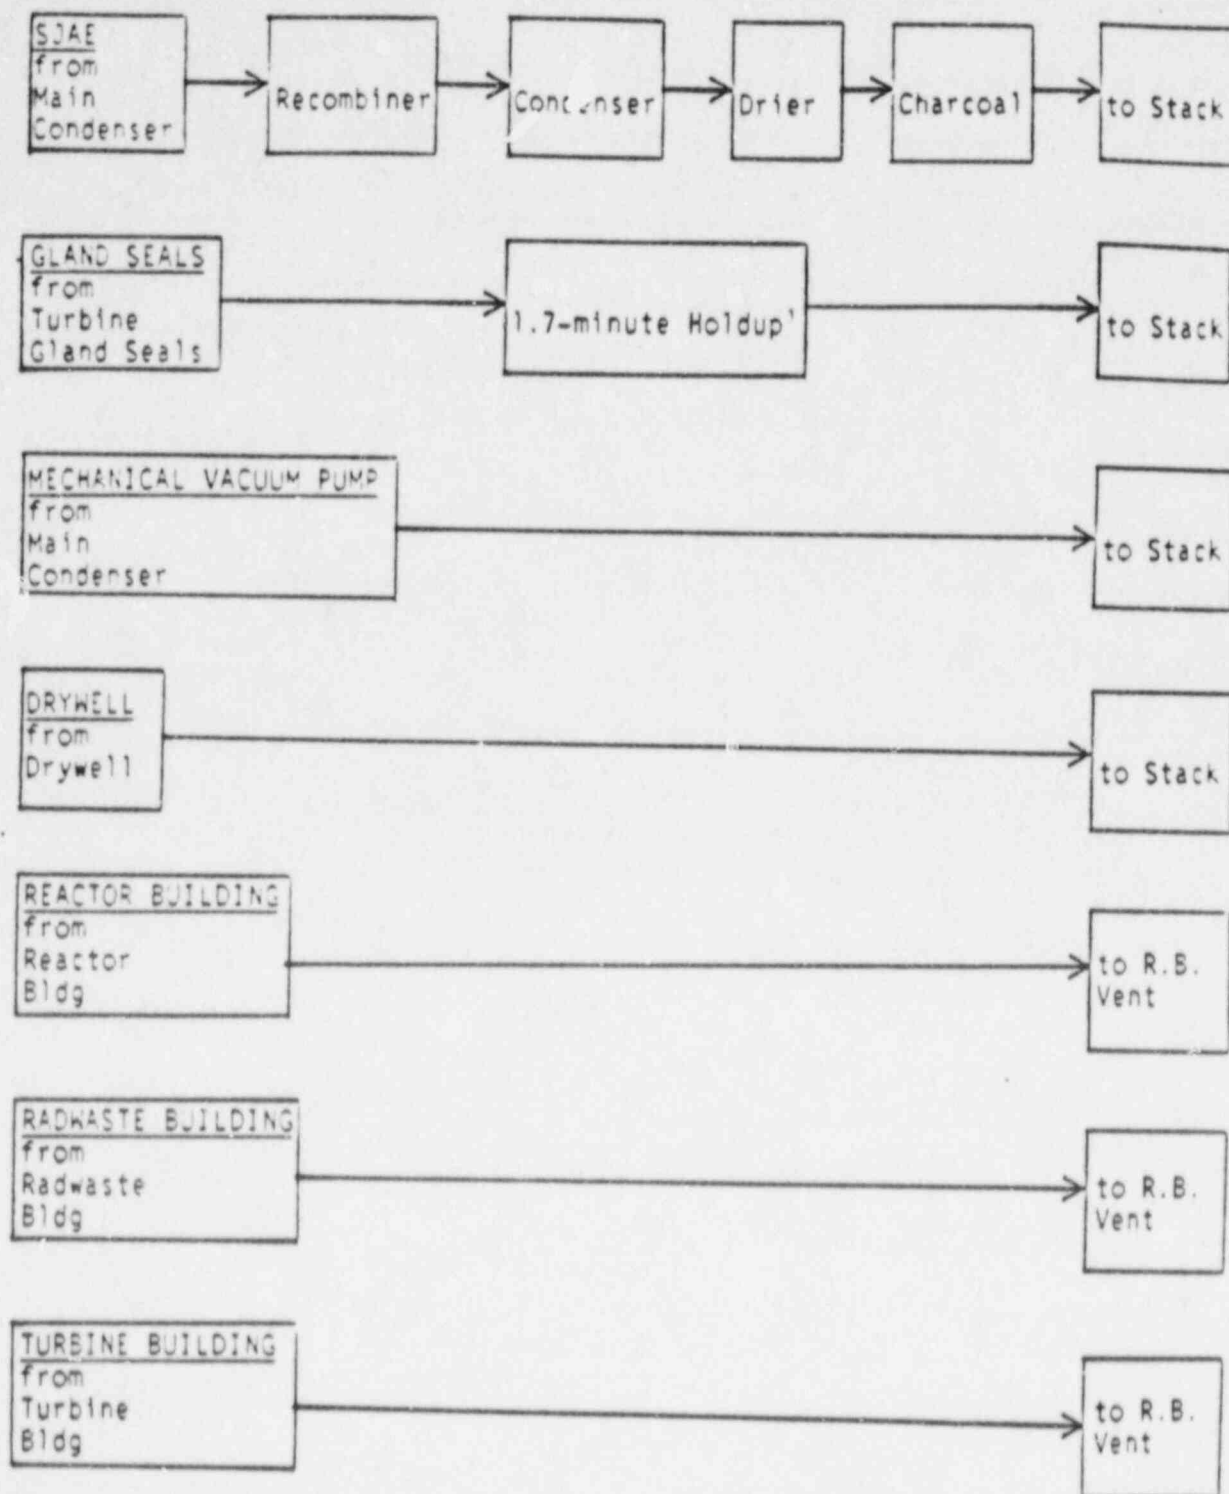 SJAE
from
Main
Condenser
Recombiner
Condenser
Drier
Charcoal
to Stack
GLAND SEALS
from
Turbine
Gland Seals
1.7-minute Holdup'
to Stack
MECHANICAL VACUUM PUMP
from
Main
Condenser
to Stack
DRYWELL
from
Drywell
to Stack
REACTOR BUILDING
from
Reactor
Bldg
to R.B.
Vent
RADWASTE BUILDING
from
Radwaste
Bldg
to R.B.
Vent
TURBINE BUILDING
from
Turbine
Bldg
to R.B.
Vent